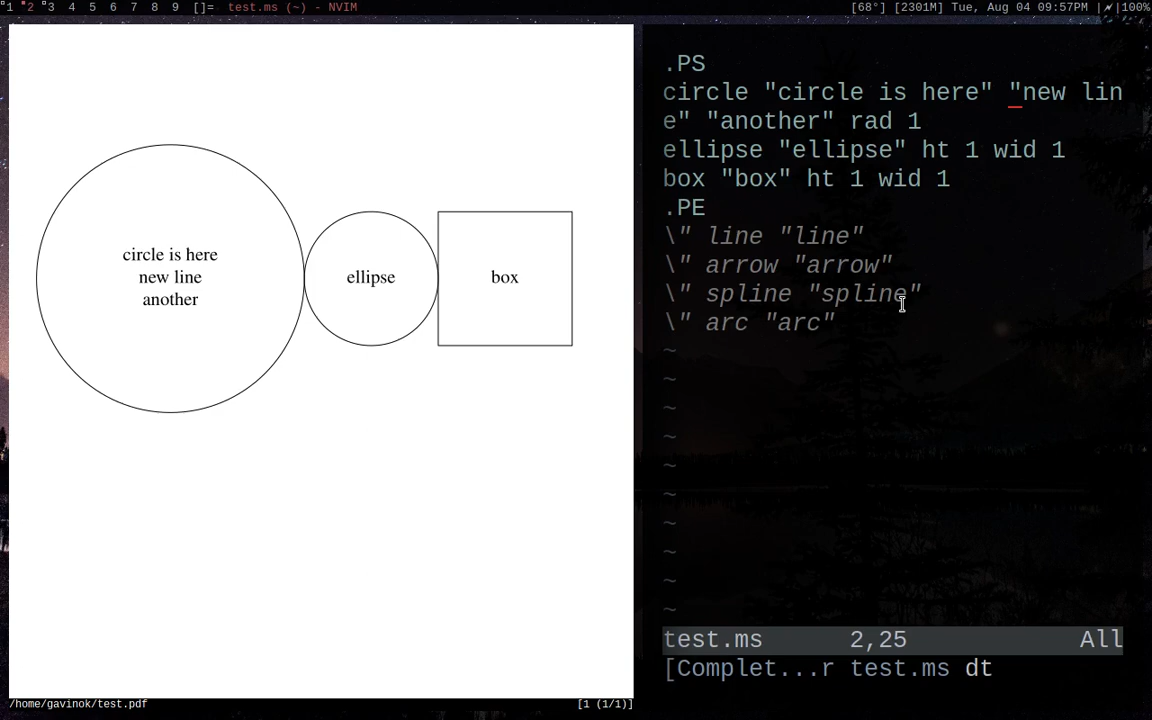 1 2 3 4 5 6 7 8 9 []= test.ms (~) - NVIM [68°] [2301M] Tue, Aug 04 09:57PM |⚡|100%
circle is here
new line
another
ellipse
box
/home/gavinok/test.pdf [1 (1/1)]
.PS
circle "circle is here" "new lin
e" "another" rad 1
ellipse "ellipse" ht 1 wid 1
box "box" ht 1 wid 1
.PE
\" line "line"
\" arrow "arrow"
\" spline "spline"
\" arc "arc"
~
~
~
~
~
~
~
~
~
~
test.ms 2,25 All
[Complet...r test.ms dt